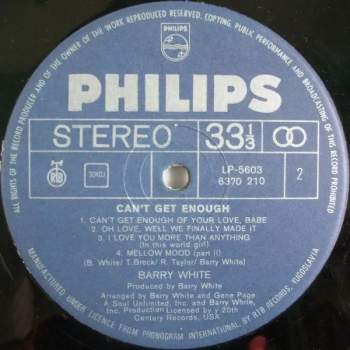 ALL RIGHTS OF THE RECORD PRODUCER AND OF THE OWNER OF THE WORK REPRODUCED RESERVED. COPYING, PUBLIC PERFORMANCE AND BROADCASTING OF THIS RECORD PROHIBITED
PHILIPS
STEREO 33 1/3
RTB
SOKOJ
LP-5603
6370 210
2
CAN'T GET ENOUGH
1. CAN'T GET ENOUGH OF YOUR LOVE, BABE
2. OH LOVE, WELL WE FINALLY MADE IT
3. I LOVE YOU MORE THAN ANYTHING
(In this world girl)
4. MELLOW MOOD (part II)
(B. White/ T. Brock/ R. Taylor/ Barry White)
BARRY WHITE
Produced by Barry White
Arranged by Barry White and Gene Page
A Soul Unlimited, Inc. and Barry White,
Inc. Production Licensed by y 20th
Century Records, USA
MANUFACTURED UNDER LICENCE FROM PHONOGRAM INTERNATIONAL, BY RTB RECORDS, YUGOSLAVIA